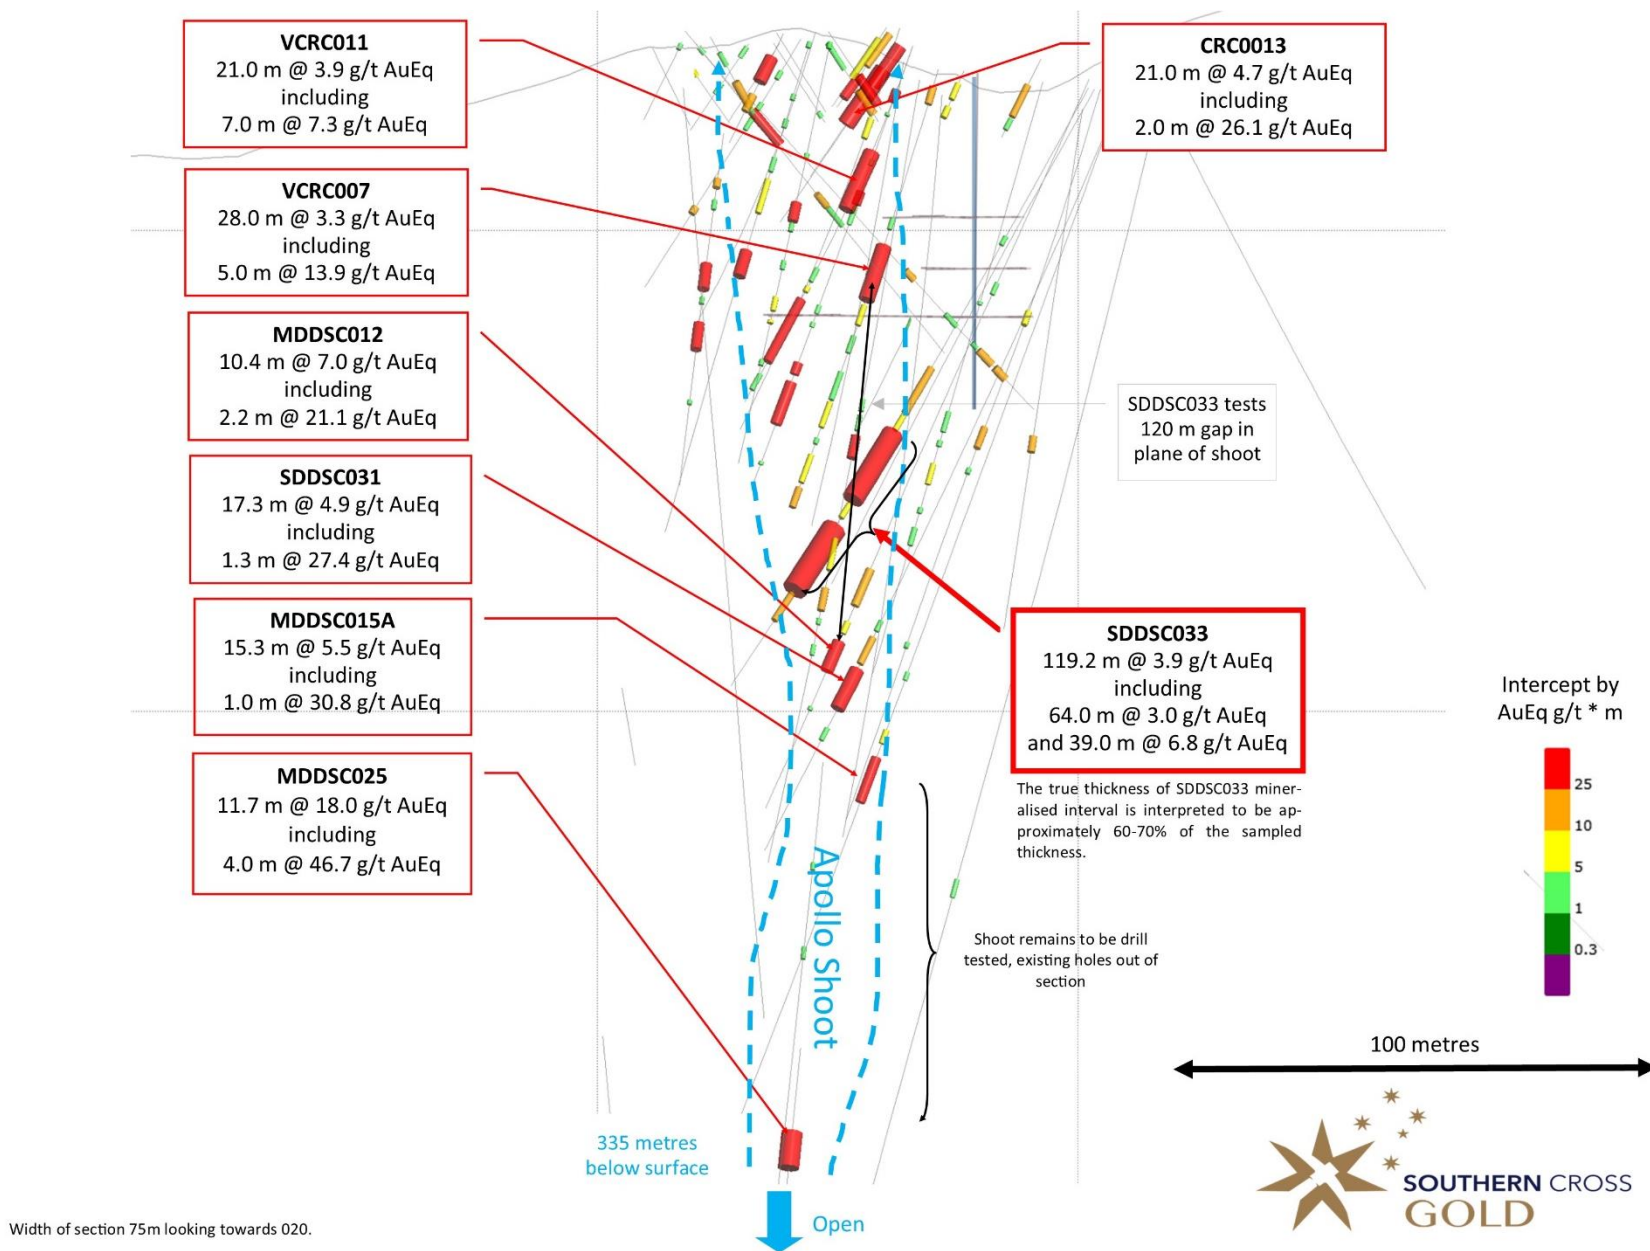 VCRC011
21.0 m @ 3.9 g/t AuEq
including
7.0 m @ 7.3 g/t AuEq
VCRC007
28.0 m @ 3.3 g/t AuEq
including
5.0 m @ 13.9 g/t AuEq
MDDSC012
10.4 m @ 7.0 g/t AuEq
including
2.2 m @ 21.1 g/t AuEq
SDDSC031
17.3 m @ 4.9 g/t AuEq
including
1.3 m @ 27.4 g/t AuEq
MDDSC015A
15.3 m @ 5.5 g/t AuEq
including
1.0 m @ 30.8 g/t AuEq
MDDSC025
11.7 m @ 18.0 g/t AuEq
including
4.0 m @ 46.7 g/t AuEq
CRC0013
21.0 m @ 4.7 g/t AuEq
including
2.0 m @ 26.1 g/t AuEq
SDDSC033 tests
120 m gap in
plane of shoot
SDDSC033
119.2 m @ 3.9 g/t AuEq
including
64.0 m @ 3.0 g/t AuEq
and 39.0 m @ 6.8 g/t AuEq
The true thickness of SDDSC033 miner-
alised interval is interpreted to be ap-
proximately 60-70% of the sampled
thickness.
Apollo Shoot
Shoot remains to be drill
tested, existing holes out of
section
Intercept by
AuEq g/t * m
25
10
5
1
0.3
100 metres
335 metres
below surface
Open
SOUTHERN CROSS
GOLD
Width of section 75m looking towards 020.